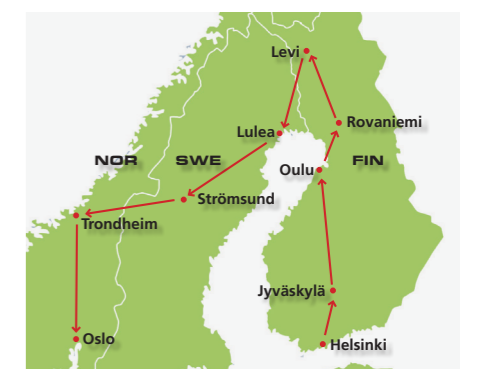 Levi
Rovaniemi
Lulea
NOR
SWE
FIN
Oulu
Strömsund
Trondheim
Jyväskylä
Oslo
Helsinki